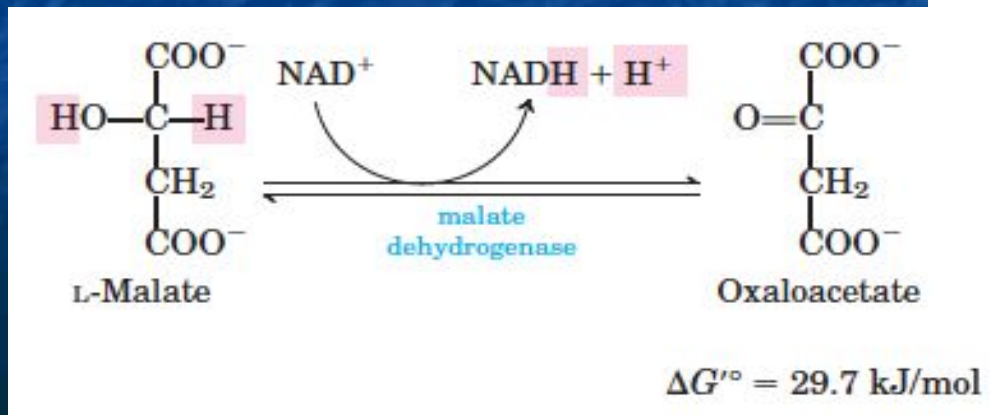 COO⁻
NAD⁺
NADH + H⁺
COO⁻
HO—C—H
O=C
CH₂
CH₂
malate
dehydrogenase
COO⁻
COO⁻
L-Malate
Oxaloacetate
ΔG′° = 29.7 kJ/mol